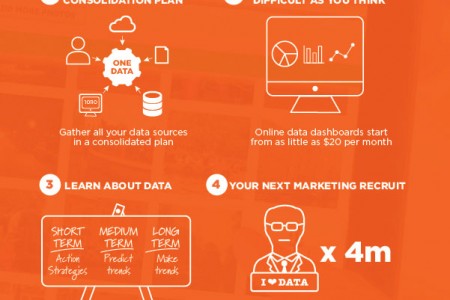 CONSOLIDATION PLAN
DIFFICULT AS YOU THINK
ONE
DATA
1010
Gather all your data sources
in a consolidated plan
Online data dashboards start
from as little as $20 per month
3 LEARN ABOUT DATA
4 YOUR NEXT MARKETING RECRUIT
SHORT
TERM
Action
Strategies
MEDIUM
TERM
Predict
trends
LONG
TERM
Make
trends
x 4m
I ❤ DATA